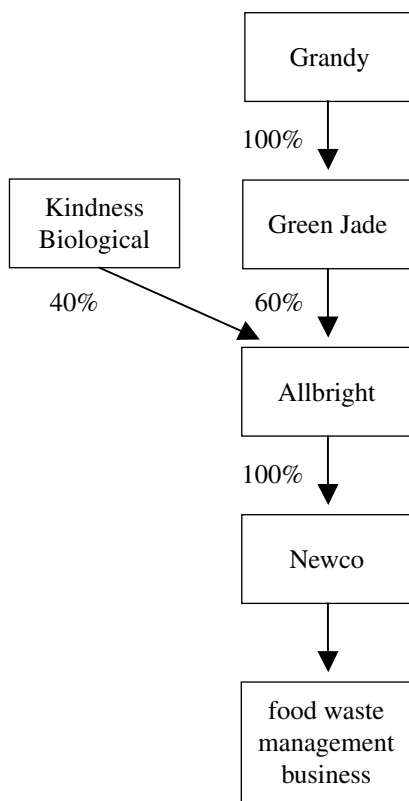 Grandy
100%
Kindness
Biological
Green Jade
40%
60%
Allbright
100%
Newco
food waste
management
business